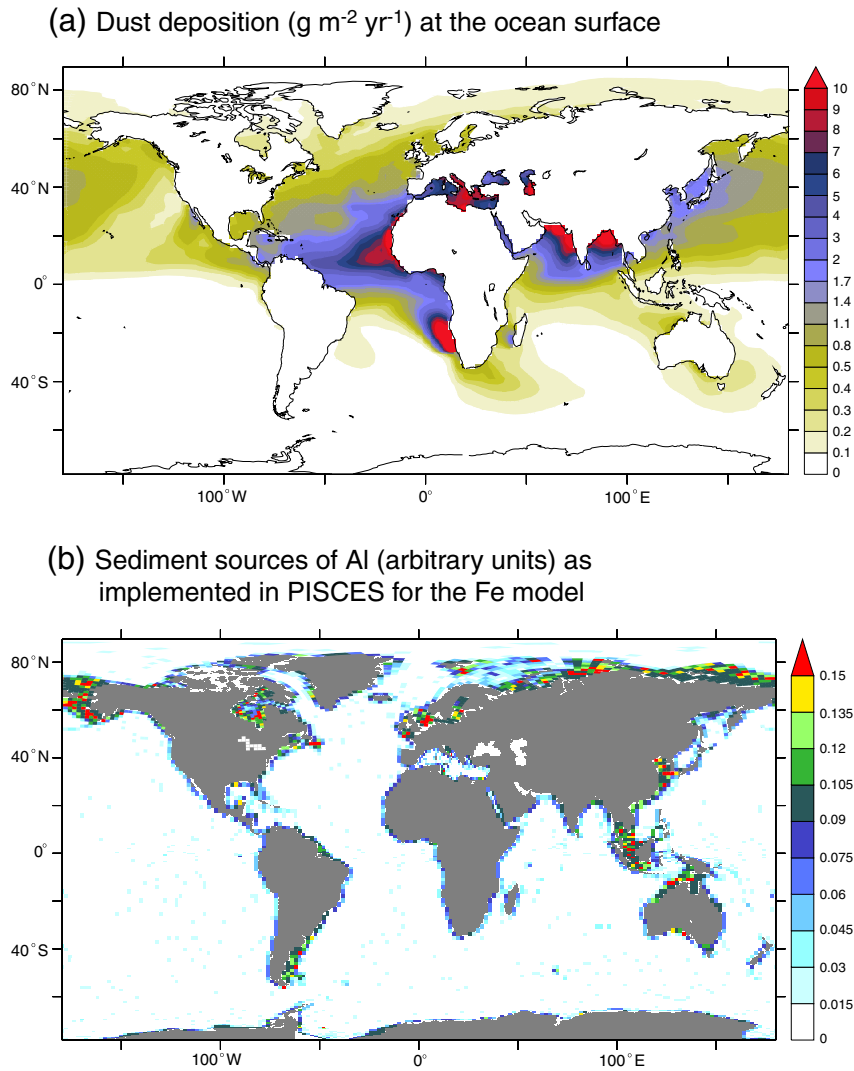 (a) Dust deposition (g m⁻² yr⁻¹) at the ocean surface
80°N
40°N
0°
40°S
100°W
0°
100°E
10
9
8
7
6
5
4
3
2
1.7
1.4
1.1
0.8
0.5
0.4
0.3
0.2
0.1
0
(b) Sediment sources of Al (arbitrary units) as
implemented in PISCES for the Fe model
80°N
40°N
0°
40°S
100°W
0°
100°E
0.15
0.135
0.12
0.105
0.09
0.075
0.06
0.045
0.03
0.015
0